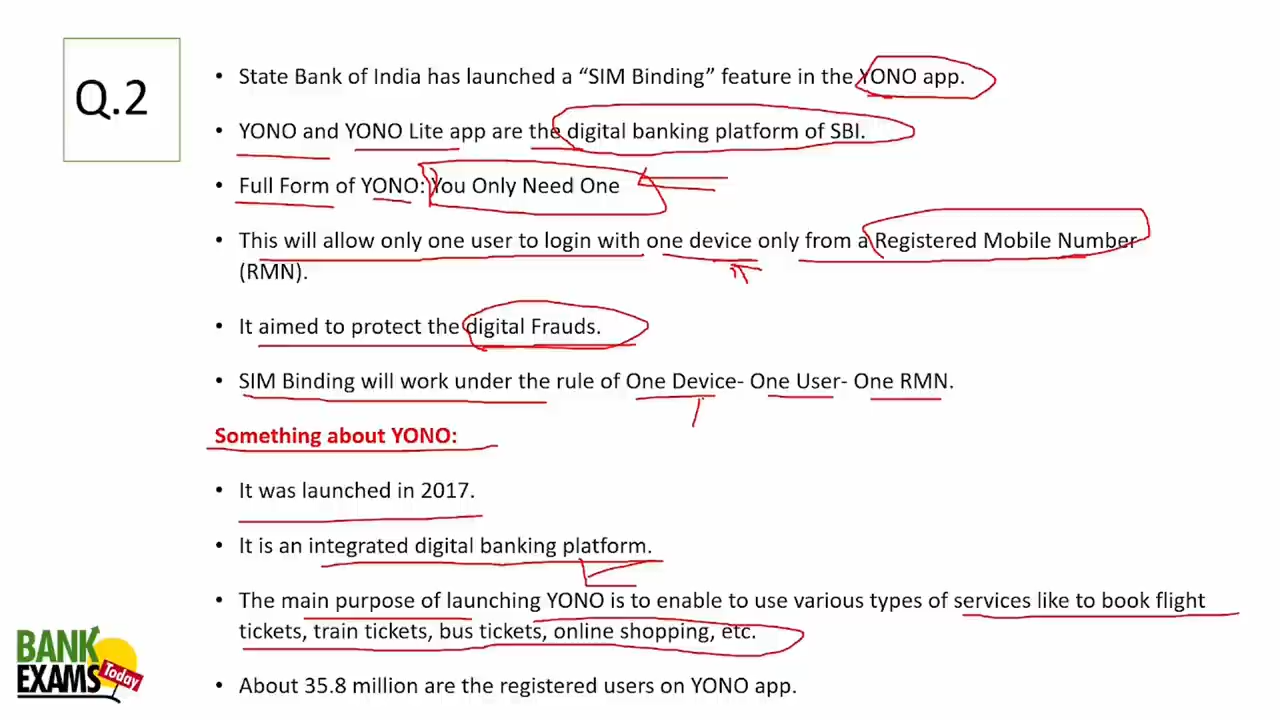 Q.2
• State Bank of India has launched a “SIM Binding” feature in the YONO app.
• YONO and YONO Lite app are the digital banking platform of SBI.
• Full Form of YONO: You Only Need One
• This will allow only one user to login with one device only from a Registered Mobile Number
(RMN).
• It aimed to protect the digital Frauds.
• SIM Binding will work under the rule of One Device- One User- One RMN.
Something about YONO:
• It was launched in 2017.
• It is an integrated digital banking platform.
• The main purpose of launching YONO is to enable to use various types of services like to book flight
tickets, train tickets, bus tickets, online shopping, etc.
• About 35.8 million are the registered users on YONO app.
BANK
EXAMS
Today